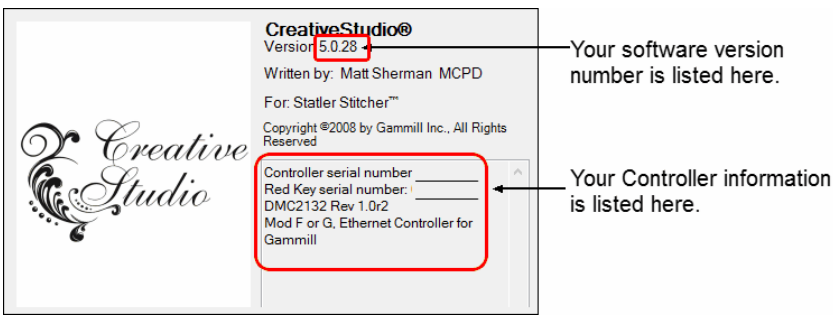 CreativeStudio®
Version 5.0.28
Written by: Matt Sherman MCPD
For: Statler Stitcher™
Copyright ©2008 by Gammill Inc., All Rights
Reserved
Creative
Studio
Controller serial number
Red Key serial number:
DMC2132 Rev 1.0r2
Mod F or G, Ethernet Controller for
Gammill
Your software version
number is listed here.
Your Controller information
is listed here.